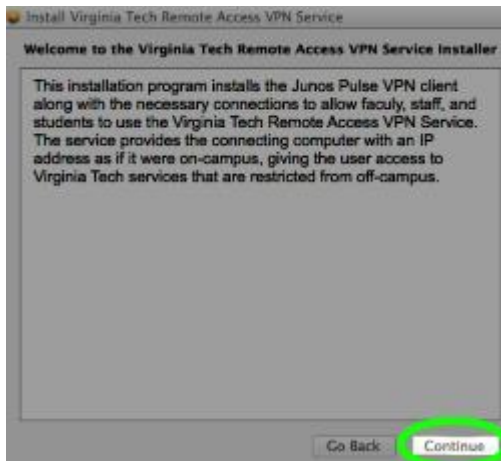 Install Virginia Tech Remote Access VPN Service
Welcome to the Virginia Tech Remote Access VPN Service Installer
This installation program installs the Junos Pulse VPN client
along with the necessary connections to allow faculy, staff, and
students to use the Virginia Tech Remote Access VPN Service.
The service provides the connecting computer with an IP
address as if it were on-campus, giving the user access to
Virginia Tech services that are restricted from off-campus.
Go Back
Continue